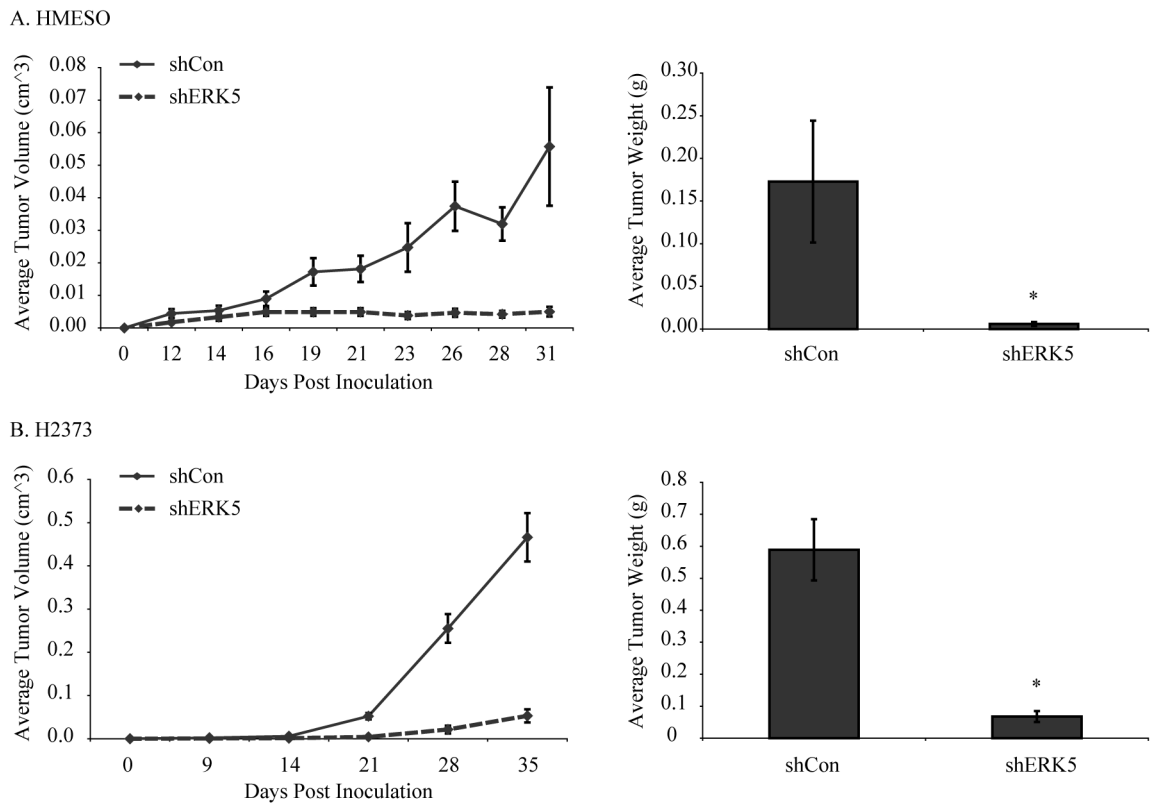 A. HMESO
Average Tumor Volume (cm^3)
0.08
0.07
0.06
0.05
0.04
0.03
0.02
0.01
0.00
shCon
shERK5
0 12 14 16 19 21 23 26 28 31
Days Post Inoculation
Average Tumor Weight (g)
0.30
0.25
0.20
0.15
0.10
0.05
0.00
*
shCon shERK5
B. H2373
Average Tumor Volume (cm^3)
0.6
0.5
0.4
0.3
0.2
0.1
0.0
shCon
shERK5
0 9 14 21 28 35
Days Post Inoculation
Average Tumor Weight (g)
0.8
0.7
0.6
0.5
0.4
0.3
0.2
0.1
0
*
shCon shERK5